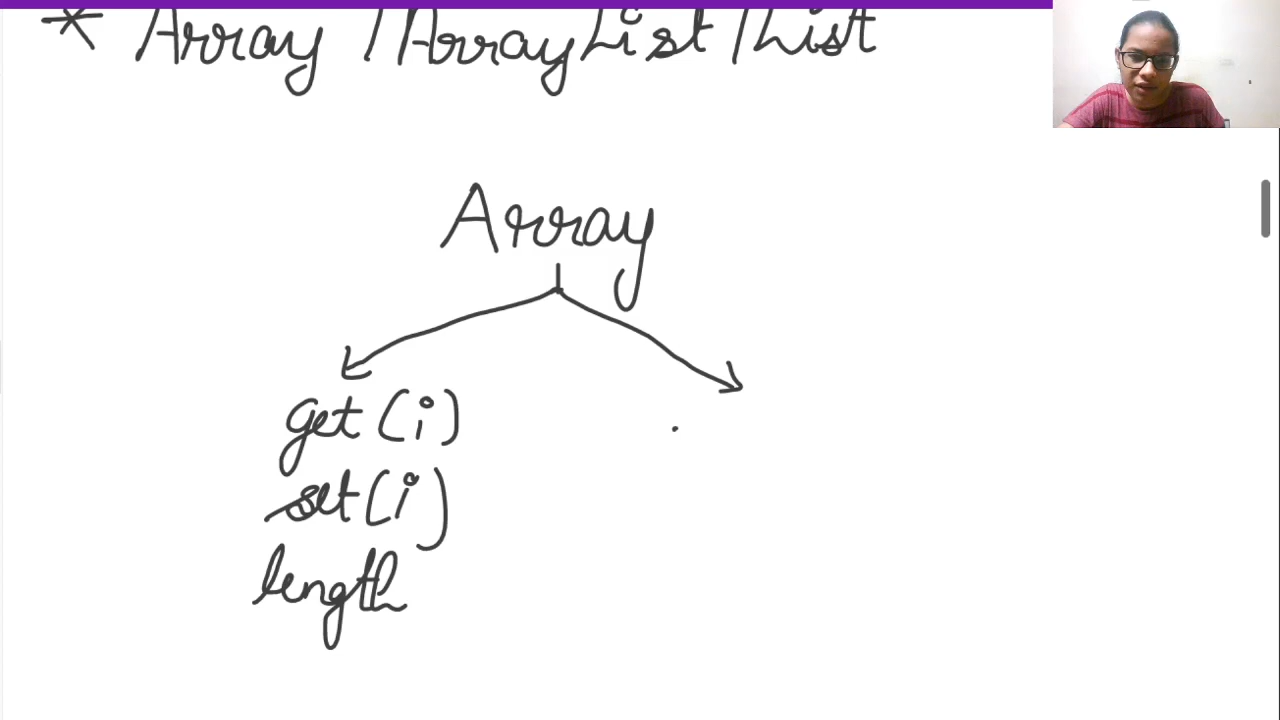 * Array / ArrayList / List
Array
get (i)
set (i)
length